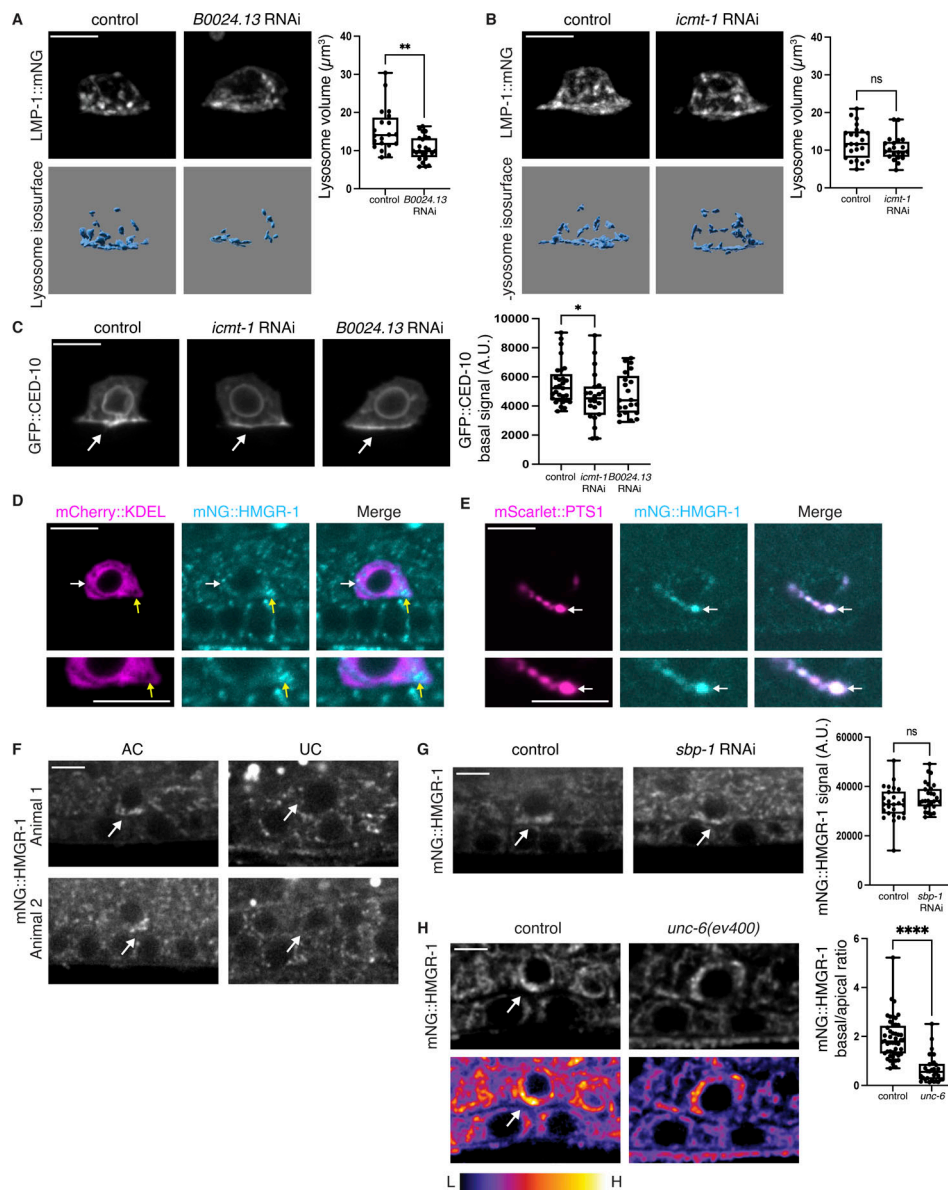 A
control
B0024.13 RNAi
LMP-1::mNG
Lysosome isosurface
Lysosome volume (µm³)
40
30
20
10
0
**
control
B0024.13
RNAi
B
control
icmt-1 RNAi
LMP-1::mNG
-ysosome isosurface
Lysosome volume (µm³)
40
30
20
10
0
ns
control
icmt-1
RNAi
C
control
icmt-1 RNAi
B0024.13 RNAi
GFP::CED-10
GFP::CED-10
basal signal (A.U.)
10000
8000
6000
4000
2000
0
*
control
icmt-1
RNAi
B0024.13
RNAi
D
mCherry::KDEL
mNG::HMGR-1
Merge
E
mScarlet::PTS1
mNG::HMGR-1
Merge
F
AC
UC
mNG::HMGR-1
Animal 1
Animal 2
G
control
sbp-1 RNAi
mNG::HMGR-1
mNG::HMGR-1 signal (A.U.)
60000
40000
20000
0
ns
control
sbp-1
RNAi
H
control
unc-6(ev400)
mNG::HMGR-1
L
H
mNG::HMGR-1
basal/apical ratio
6
4
2
0
****
control
unc-6